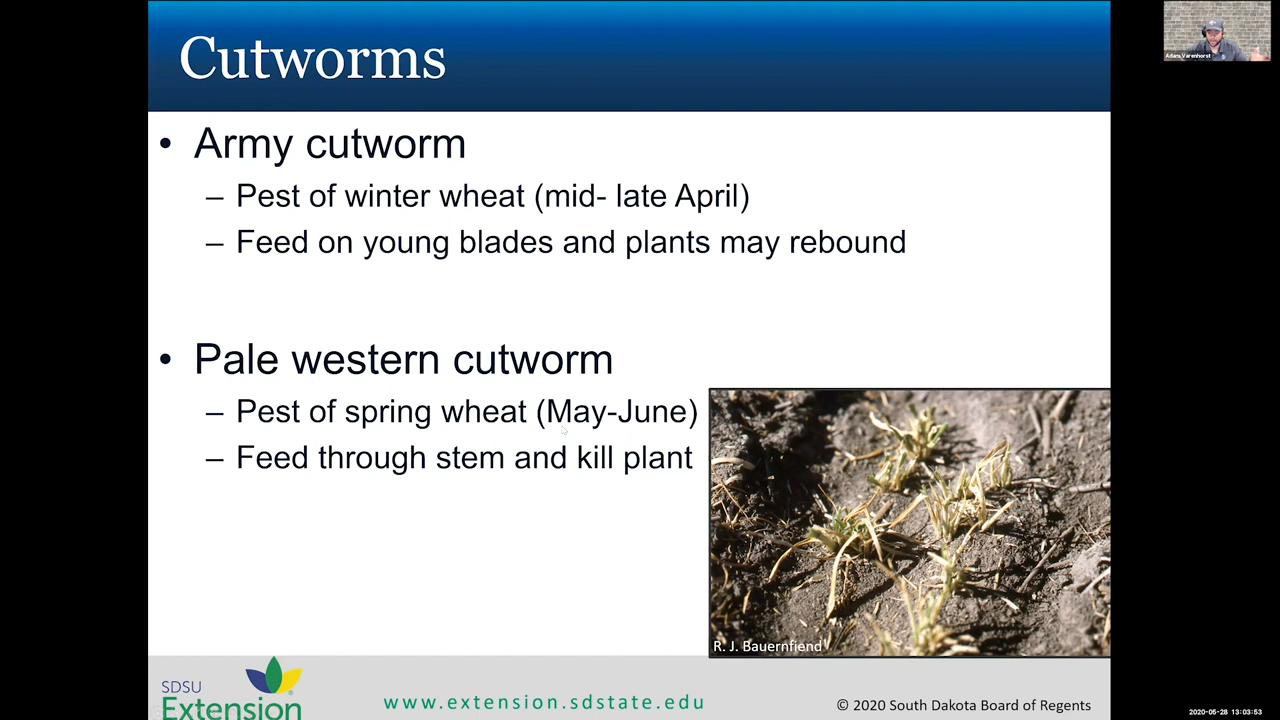 Cutworms
• Army cutworm
– Pest of winter wheat (mid- late April)
– Feed on young blades and plants may rebound
• Pale western cutworm
– Pest of spring wheat (May-June)
– Feed through stem and kill plant
R. J. Bauernfiend
SDSU
Extension
www.extension.sdstate.edu
© 2020 South Dakota Board of Regents
Adam Varenhorst
2020-05-28 13:03:53